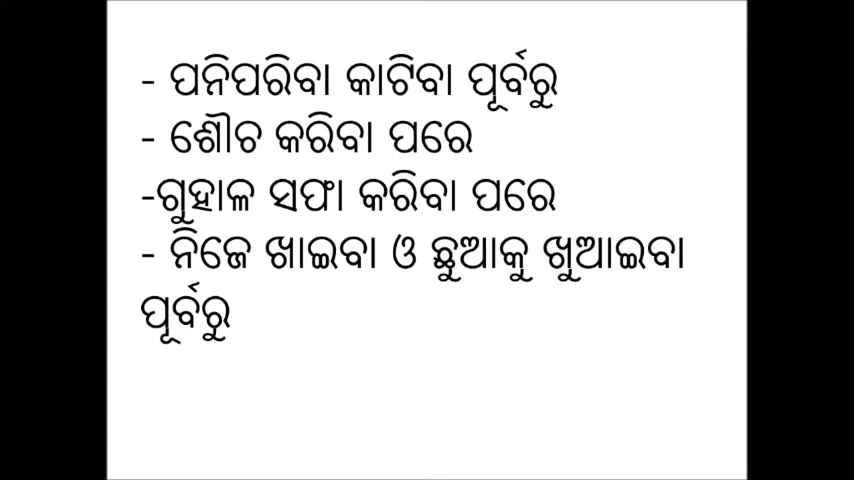 - ପନିପରିବା କାଟିବା ପୂର୍ବରୁ
- ଶୌଚ କରିବା ପରେ
-ଗୁହାଳ ସଫା କରିବା ପରେ
- ନିଜେ ଖାଇବା ଓ ଛୁଆକୁ ଖୁଆଇବା
ପୂର୍ବରୁ